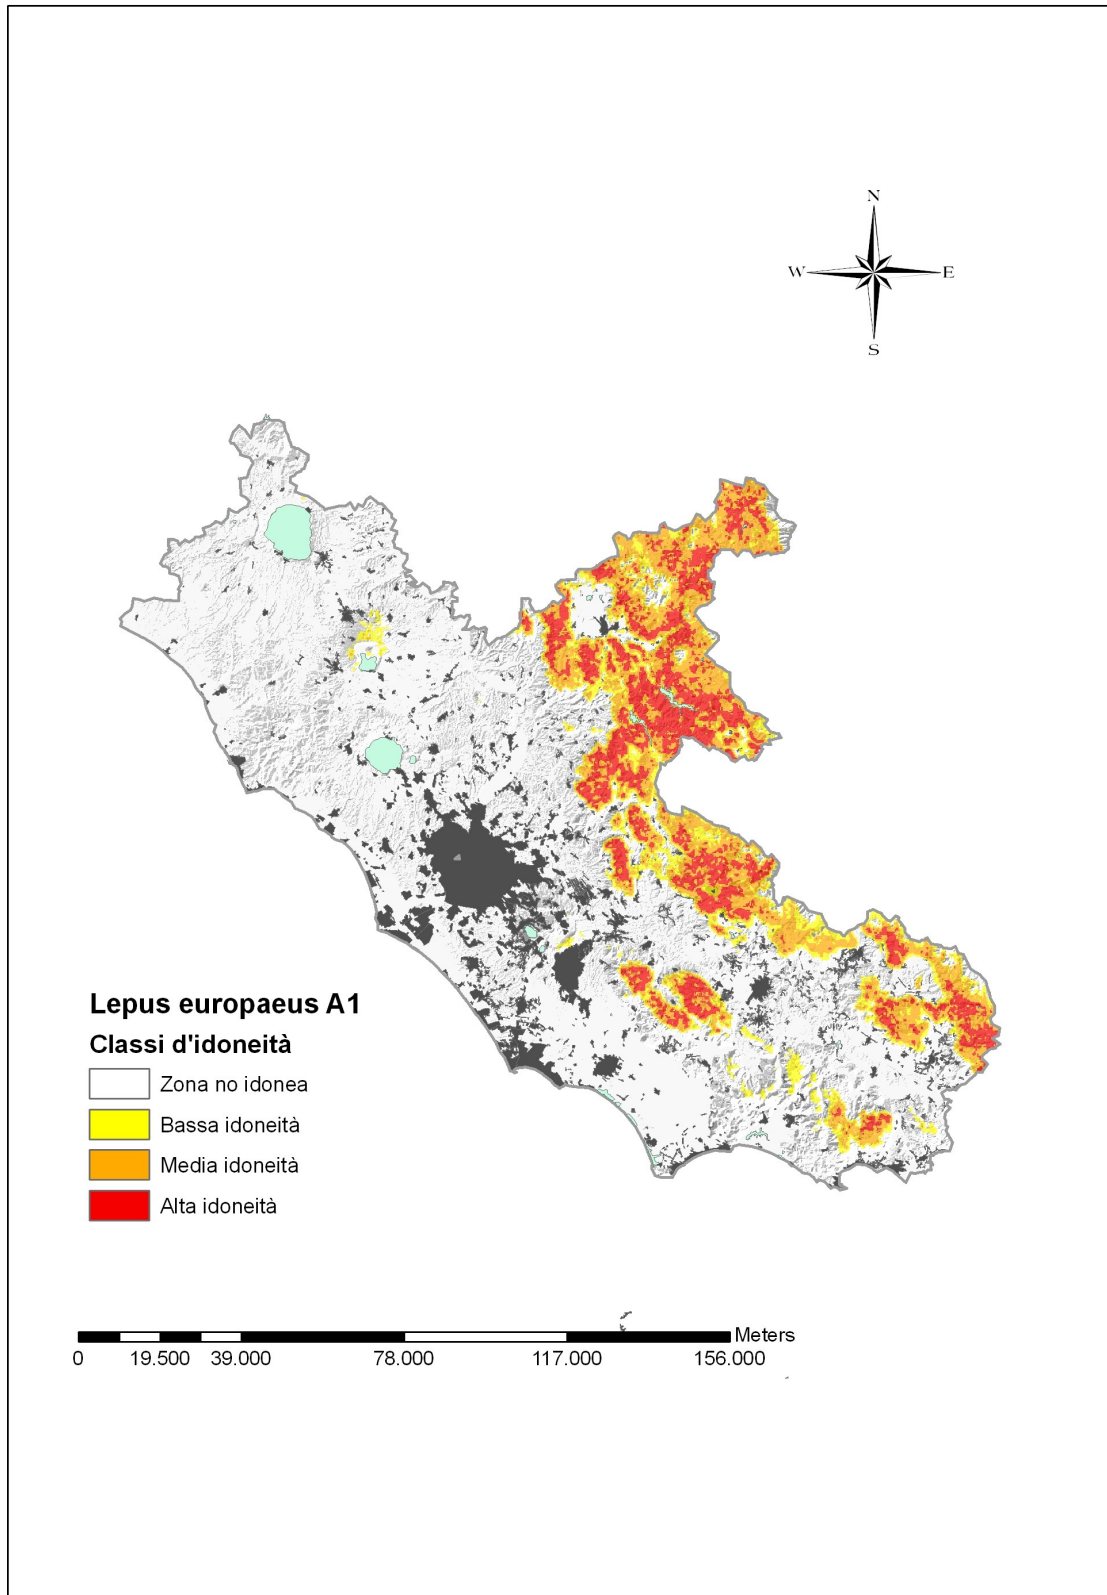 N
W E
S
Lepus europaeus A1
Classi d'idoneità
Zona no idonea
Bassa idoneità
Media idoneità
Alta idoneità
Meters
0 19.500 39.000 78.000 117.000 156.000